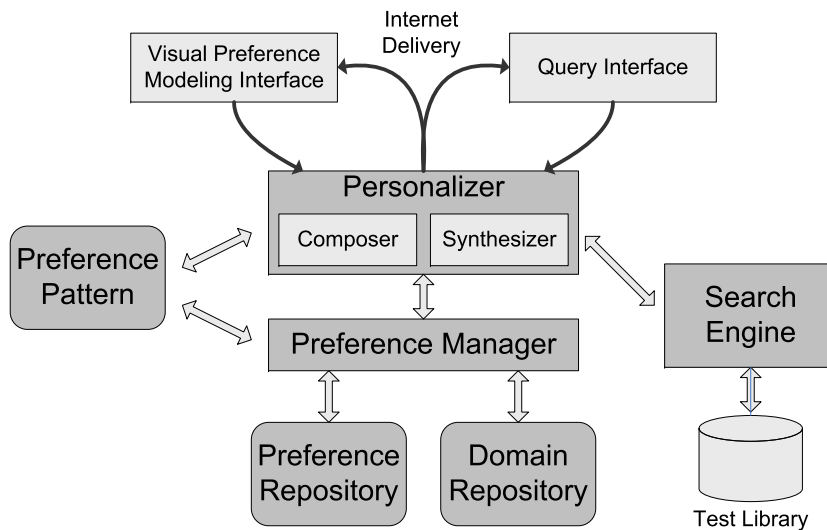 Internet
Delivery
Visual Preference
Modeling Interface
Query Interface
Personalizer
Composer
Synthesizer
Preference
Pattern
Search
Engine
Preference Manager
Preference
Repository
Domain
Repository
Test Library